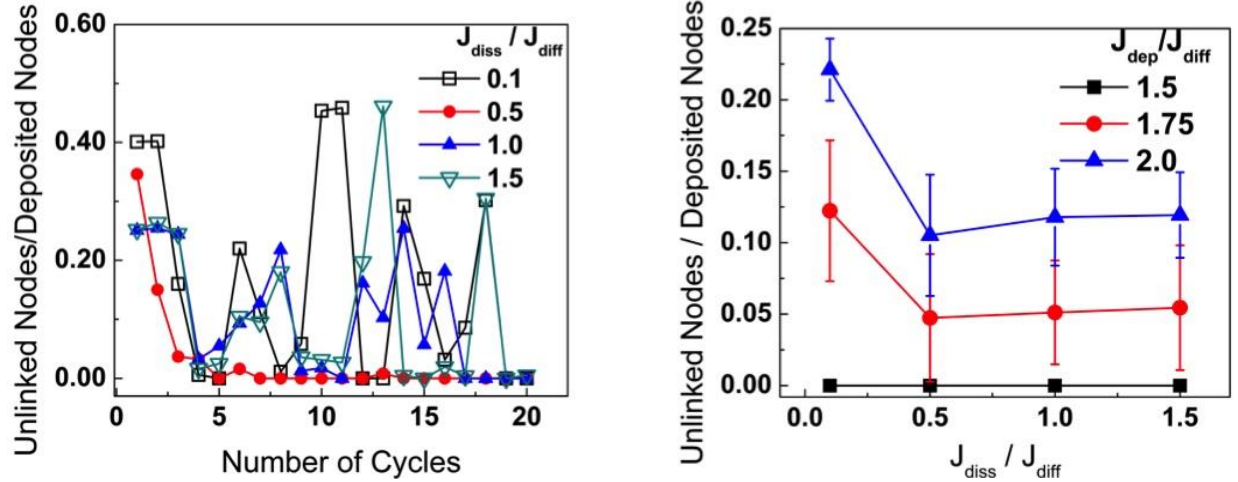 Unlinked Nodes/Deposited Nodes
0.60
0.40
0.20
0.00
J_diss / J_diff
0.1
0.5
1.0
1.5
0 5 10 15 20
Number of Cycles
Unlinked Nodes / Deposited Nodes
0.25
0.20
0.15
0.10
0.05
0.00
J_dep/J_diff
1.5
1.75
2.0
0.0 0.5 1.0 1.5
J_diss / J_diff